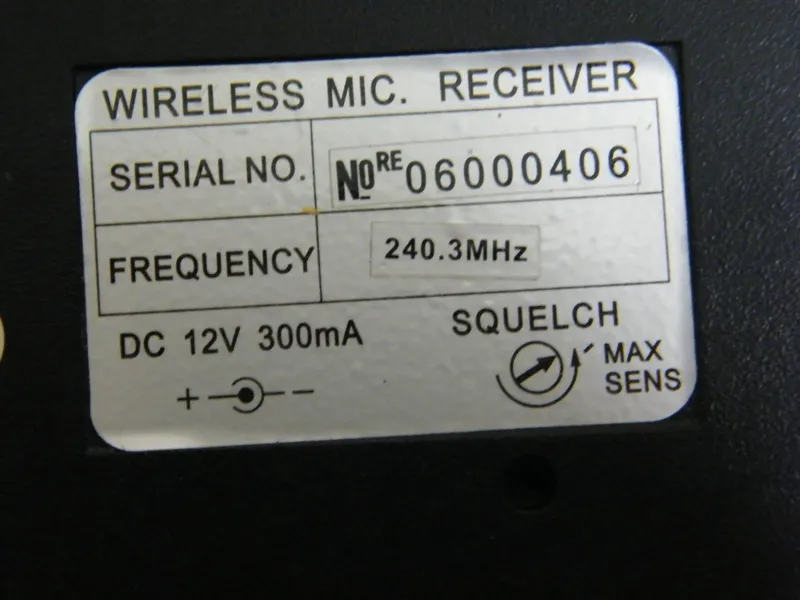 WIRELESS MIC. RECEIVER
SERIAL NO. NoRE 06000406
FREQUENCY 240.3MHz
DC 12V 300mA SQUELCH
+ - MAX
SENS